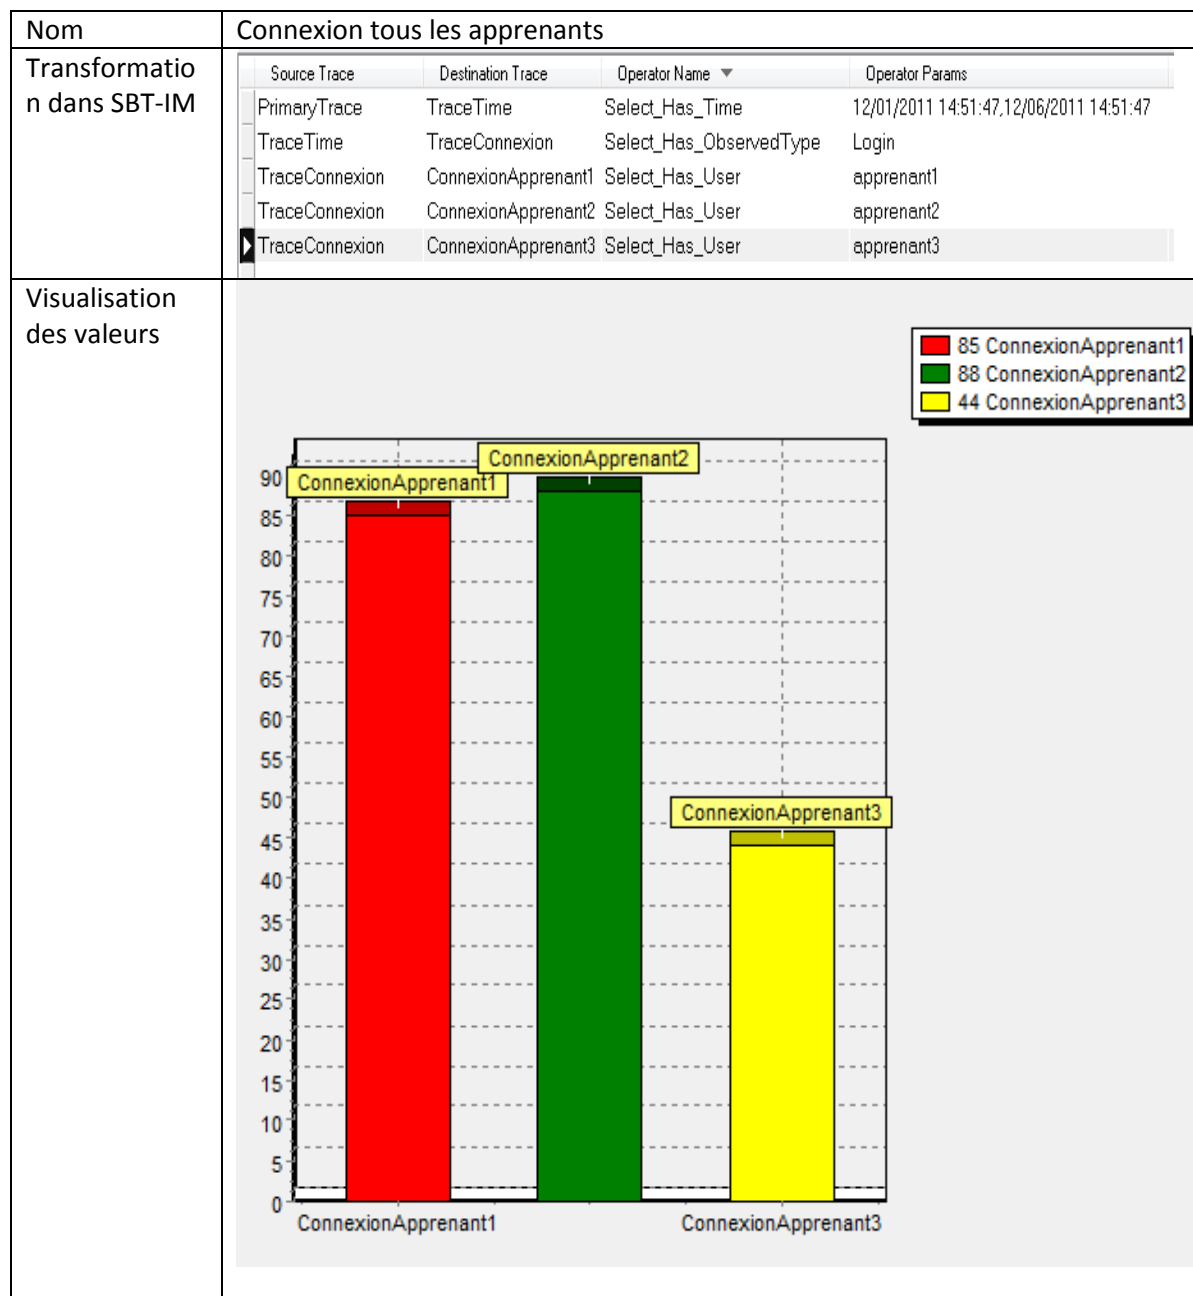 Nom Connexion tous les apprenants
Transformatio
n dans SBT-IM
Source Trace Destination Trace Operator Name Operator Params
PrimaryTrace TraceTime Select_Has_Time 12/01/2011 14:51:47,12/06/2011 14:51:47
TraceTime TraceConnexion Select_Has_ObservedType Login
TraceConnexion ConnexionApprenant1 Select_Has_User apprenant1
TraceConnexion ConnexionApprenant2 Select_Has_User apprenant2
TraceConnexion ConnexionApprenant3 Select_Has_User apprenant3
Visualisation
des valeurs
85 ConnexionApprenant1
88 ConnexionApprenant2
44 ConnexionApprenant3
ConnexionApprenant2
90
ConnexionApprenant1
85
80
75
70
65
60
55
50
ConnexionApprenant3
45
40
35
30
25
20
15
10
5
0
ConnexionApprenant1 ConnexionApprenant3